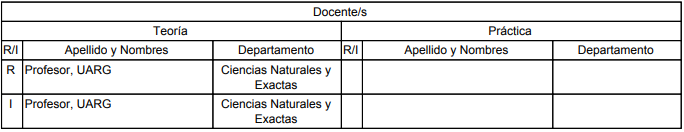 Docente/s
Teoría Práctica
R/I Apellido y Nombres Departamento R/I Apellido y Nombres Departamento
R Profesor, UARG Ciencias Naturales y
Exactas
I Profesor, UARG Ciencias Naturales y
Exactas